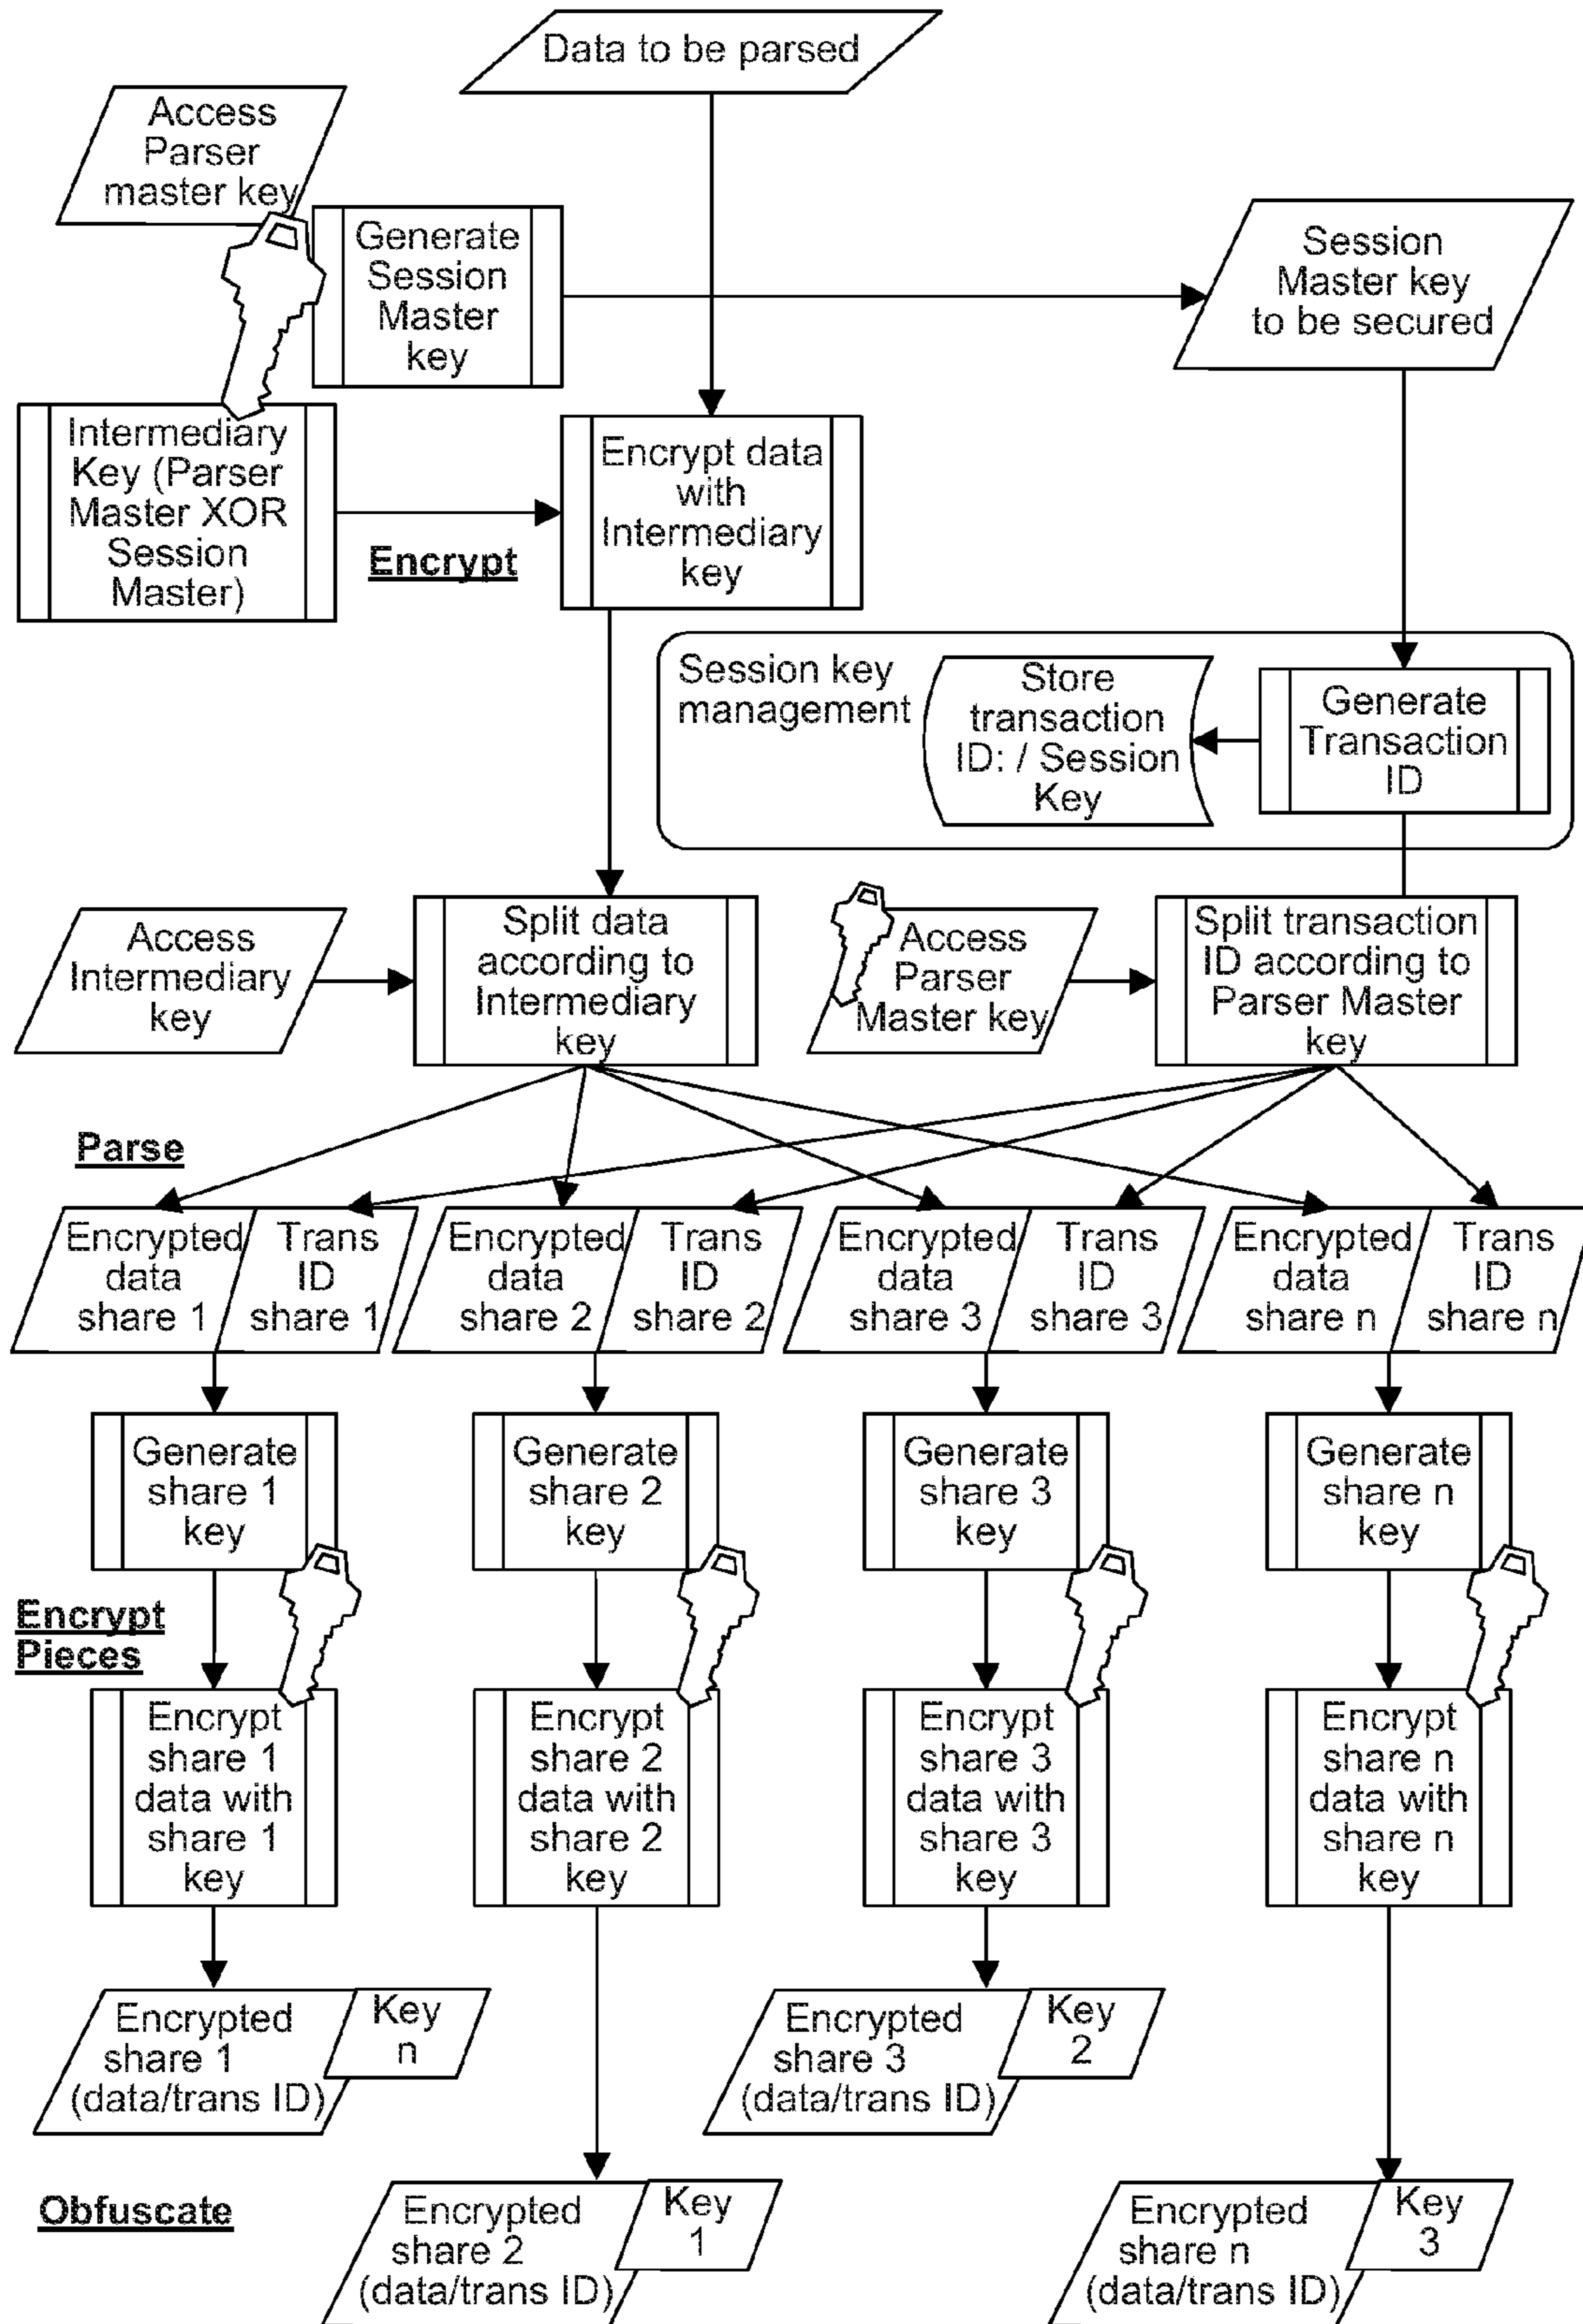 Data to be parsed
Access
Parser
master key
Generate
Session
Master
key
Session
Master key
to be secured
Intermediary
Key (Parser
Master XOR
Session
Master)
Encrypt
Encrypt data
with
Intermediary
key
Session key
management
Store
transaction
ID: / Session
Key
Generate
Transaction
ID
Access
Intermediary
key
Split data
according to
Intermediary
key
Access
Parser
Master key
Split transaction
ID according to
Parser Master
key
Parse
Encrypted
data
share 1
Trans
ID
share 1
Encrypted
data
share 2
Trans
ID
share 2
Encrypted
data
share 3
Trans
ID
share 3
Encrypted
data
share n
Trans
ID
share n
Generate
share 1
key
Generate
share 2
key
Generate
share 3
key
Generate
share n
key
Encrypt
Pieces
Encrypt
share 1
data with
share 1
key
Encrypt
share 2
data with
share 2
key
Encrypt
share 3
data with
share 3
key
Encrypt
share n
data with
share n
key
Encrypted
share 1
(data/trans ID)
Key
n
Encrypted
share 3
(data/trans ID)
Key
2
Obfuscate
Encrypted
share 2
(data/trans ID)
Key
1
Encrypted
share n
(data/trans ID)
Key
3